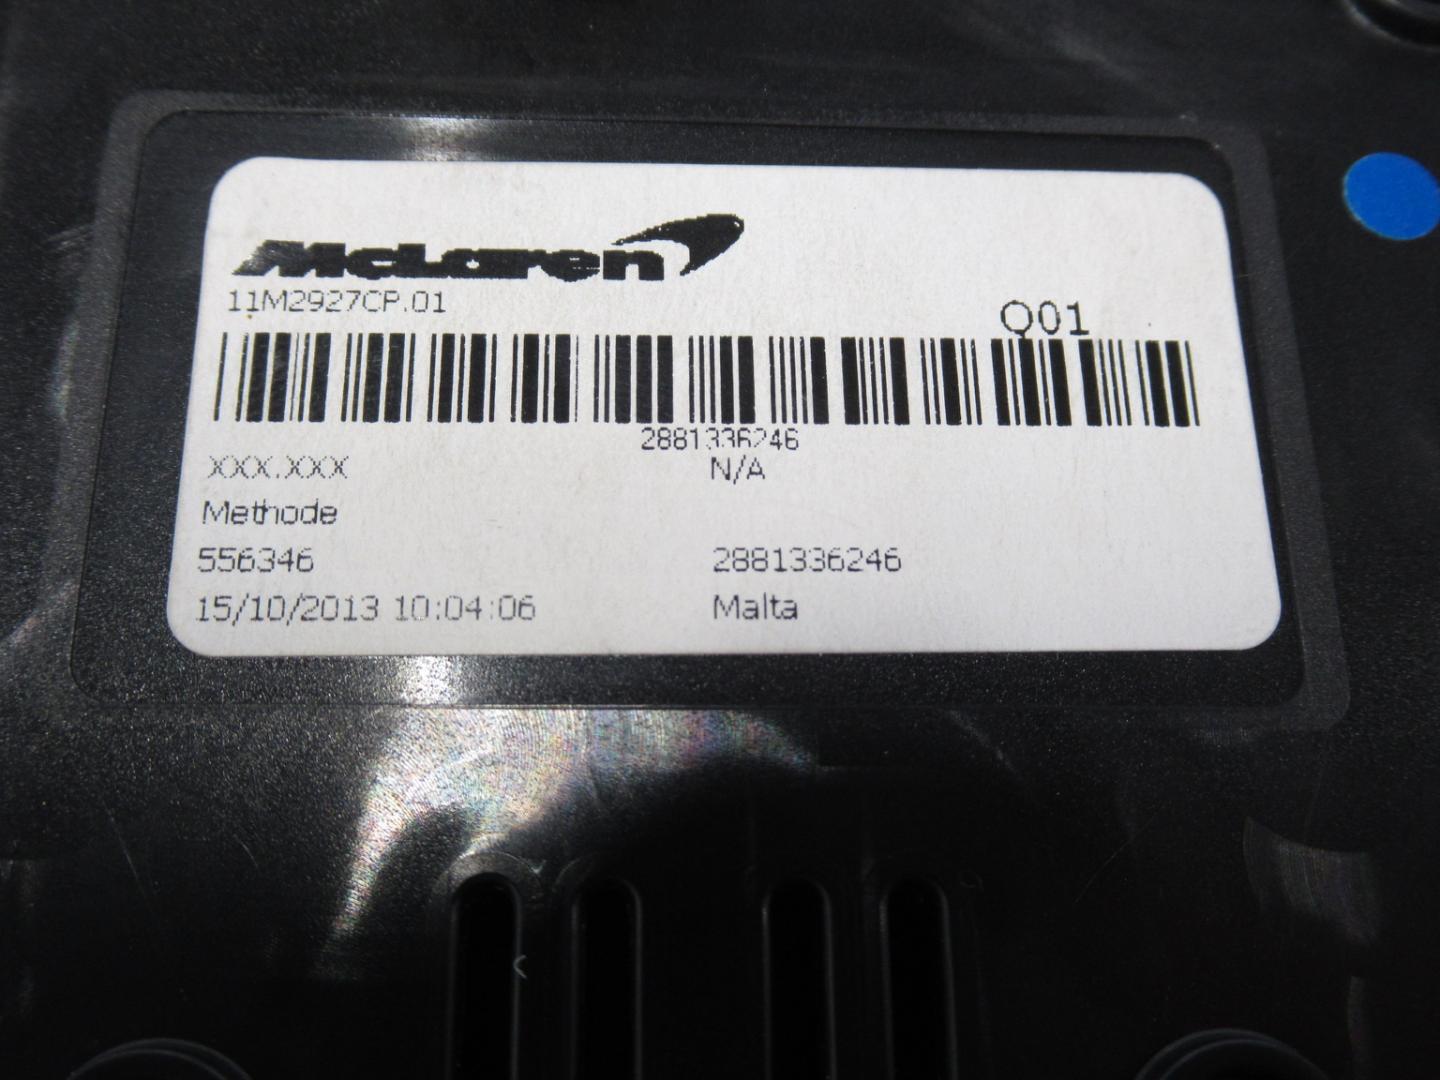 McLaren
11M2927CP.01
Q01
2881336246
XXX.XXX N/A
Methode
556346 2881336246
15/10/2013 10:04:06 Malta